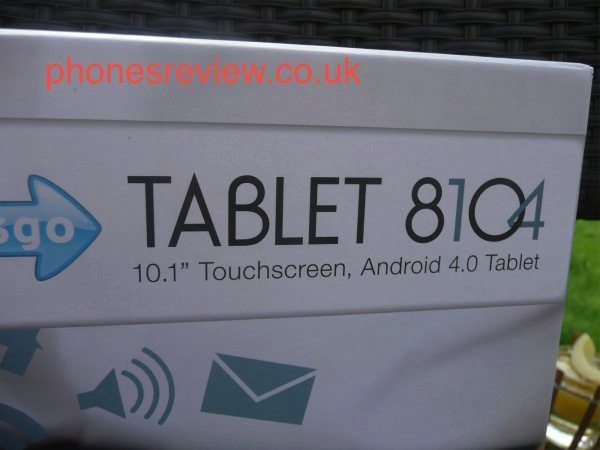 phonesreview.co.uk
sgo
TABLET 8104
10.1” Touchscreen, Android 4.0 Tablet